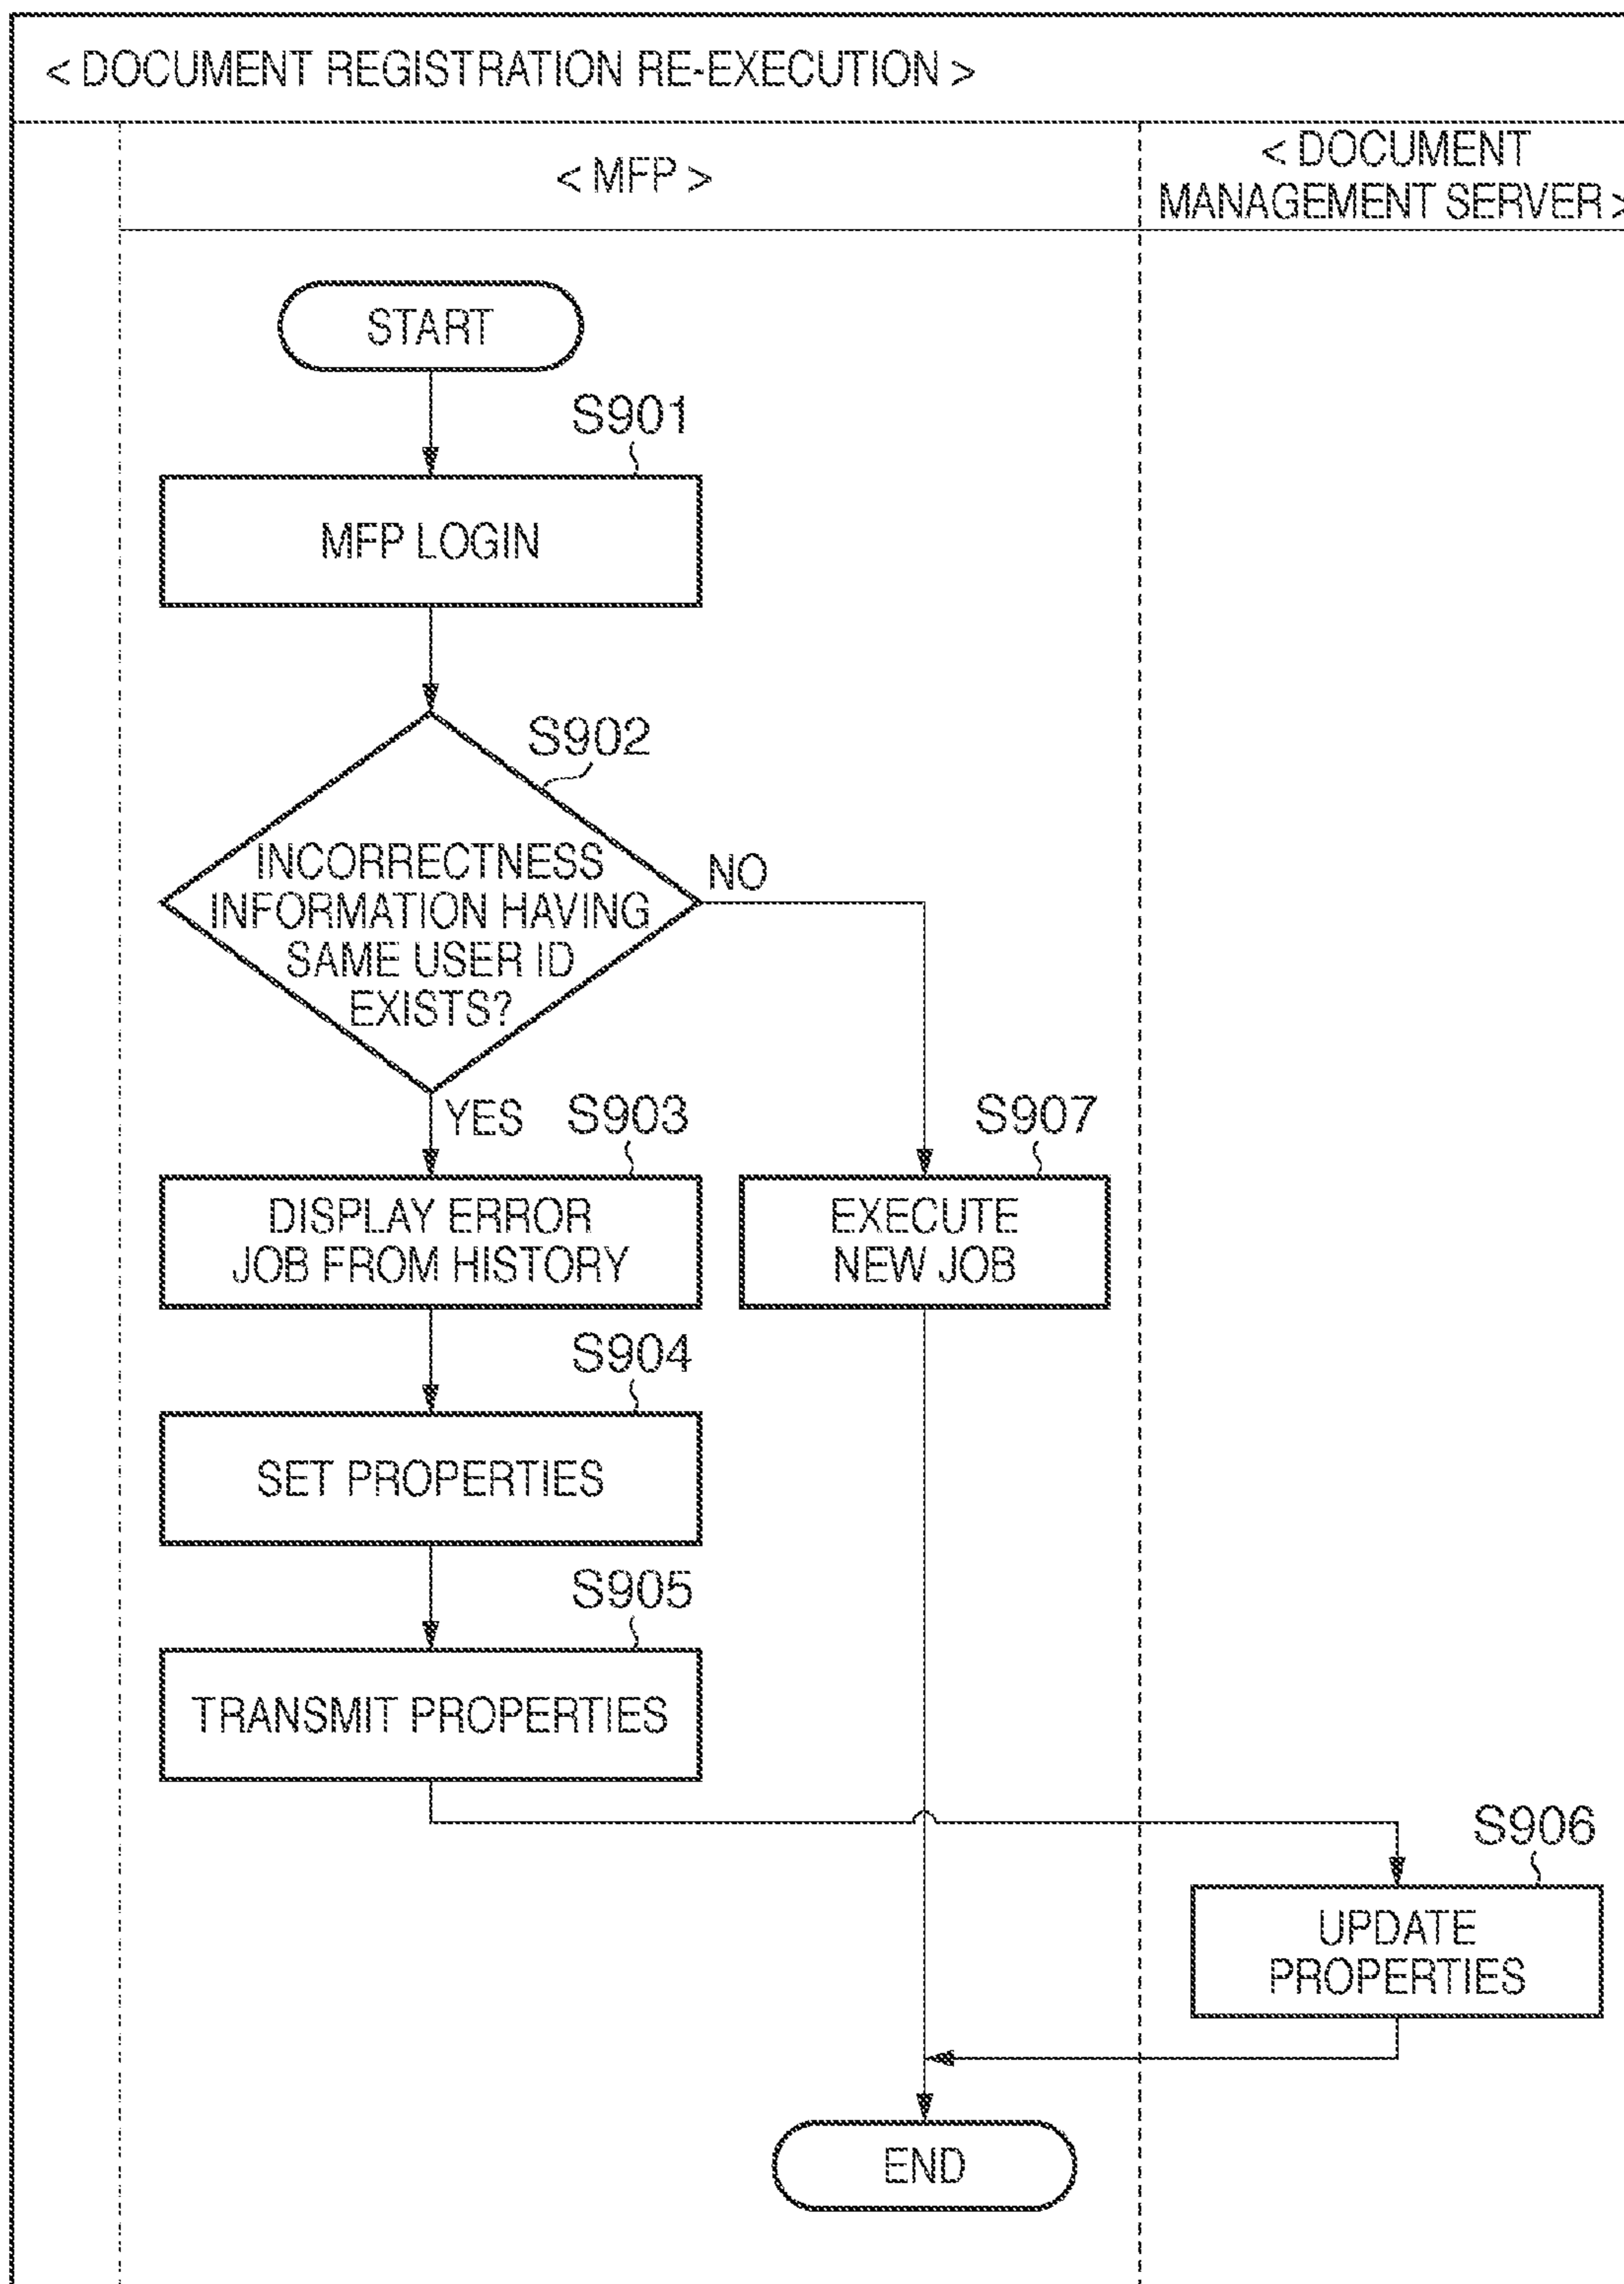 < DOCUMENT REGISTRATION RE-EXECUTION >
< MFP >
< DOCUMENT
MANAGEMENT SERVER >
START
S901
MFP LOGIN
S902
INCORRECTNESS
INFORMATION HAVING
SAME USER ID
EXISTS?
NO
YES
S903
DISPLAY ERROR
JOB FROM HISTORY
S907
EXECUTE
NEW JOB
S904
SET PROPERTIES
S905
TRANSMIT PROPERTIES
S906
UPDATE
PROPERTIES
END